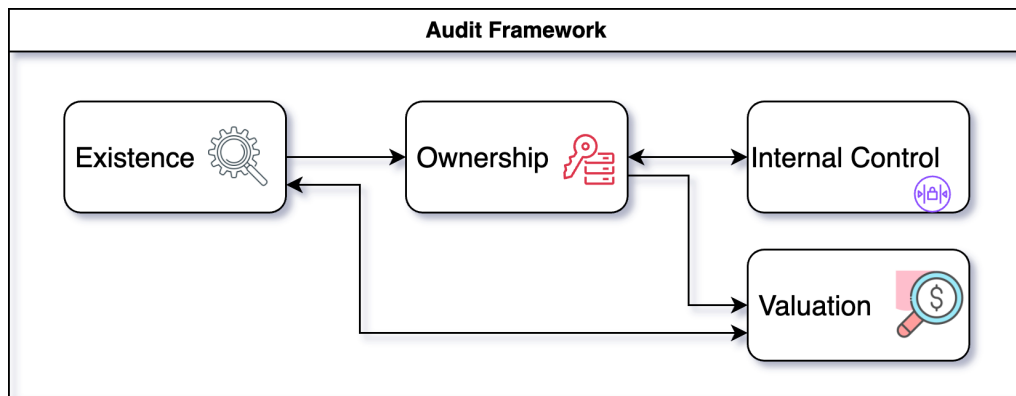 Audit Framework
Existence
Ownership
Internal Control
Valuation
$